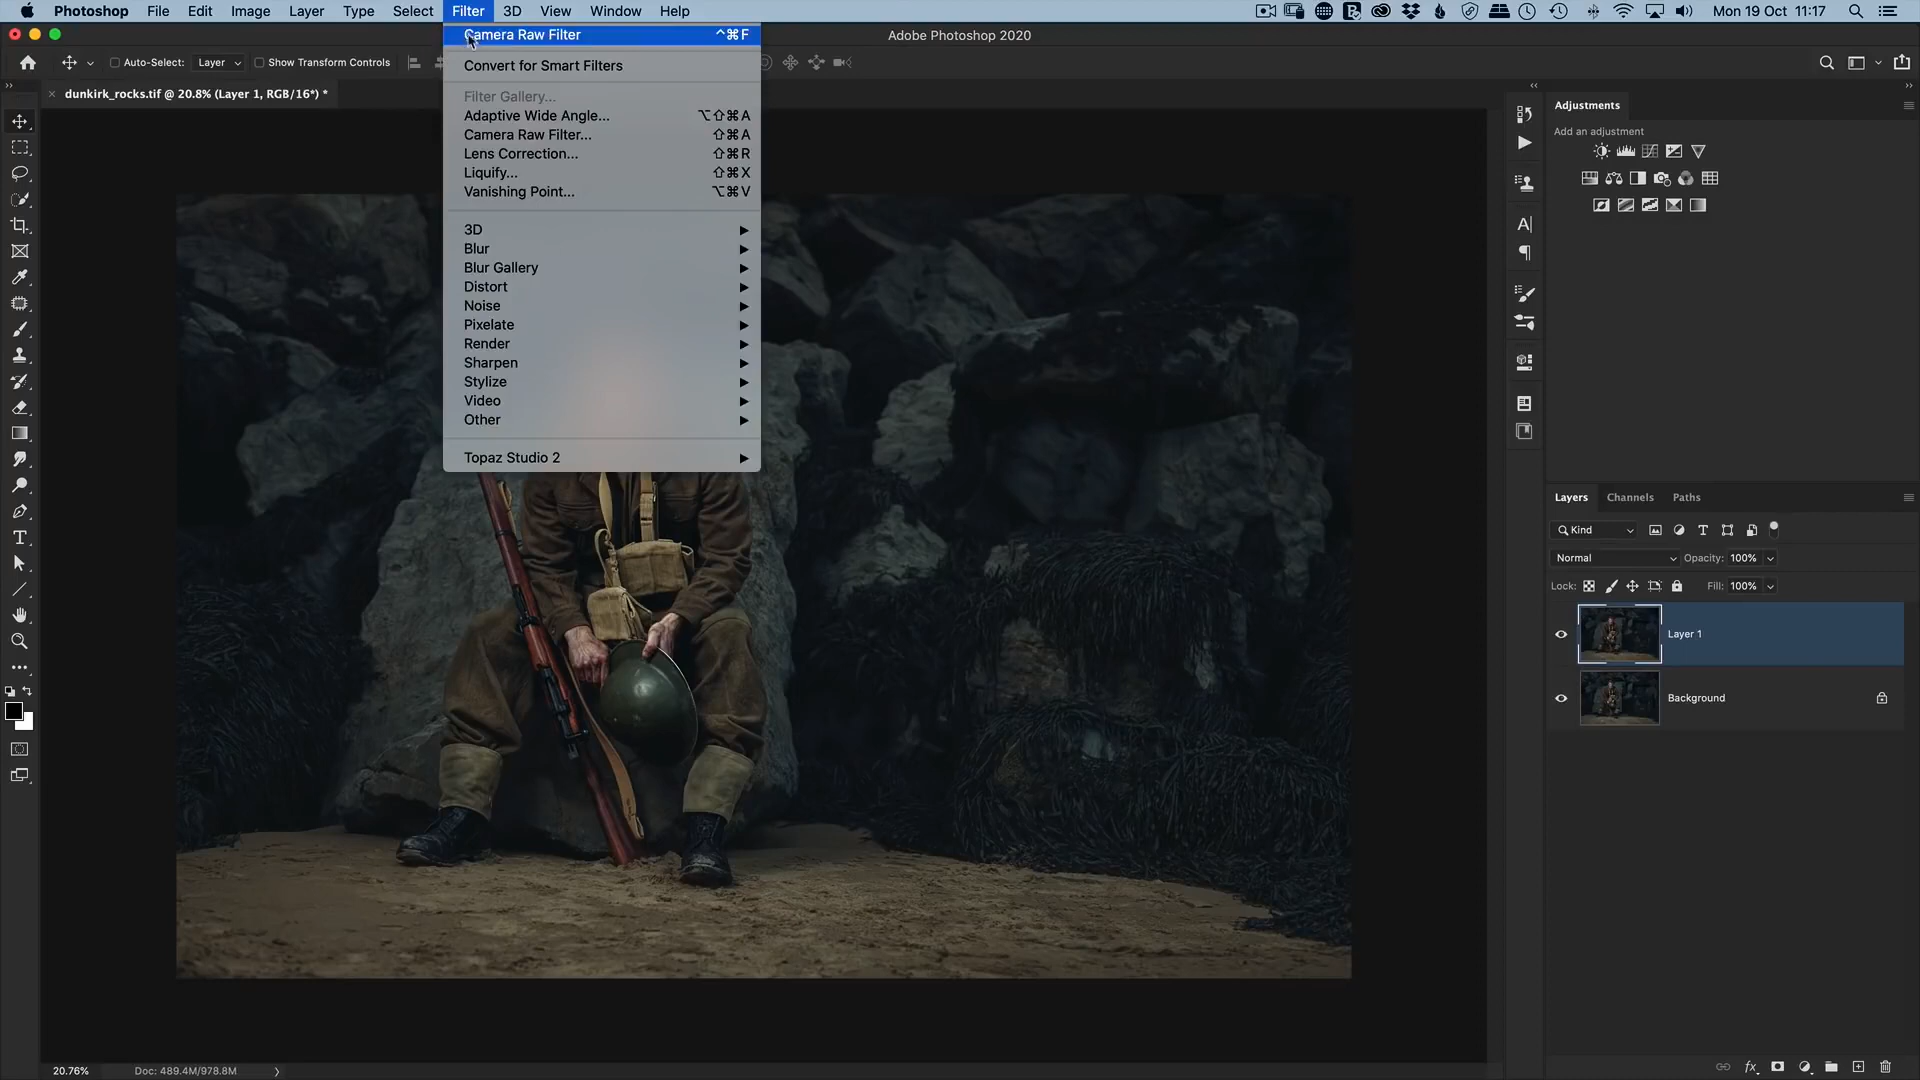 Photoshop File Edit Image Layer Type Select Filter 3D View Window Help Mon 19 Oct 11:17
Camera Raw Filter ^⌘F
Adobe Photoshop 2020
Auto-Select: Layer Show Transform Controls
Convert for Smart Filters
dunkirk_rocks.tif @ 20.8% (Layer 1, RGB/16*) *
Filter Gallery...
Adaptive Wide Angle... ⌥⇧⌘A
Camera Raw Filter... ⇧⌘A
Lens Correction... ⇧⌘R
Liquify... ⇧⌘X
Vanishing Point... ⌥⌘V
3D
Blur
Blur Gallery
Distort
Noise
Pixelate
Render
Sharpen
Stylize
Video
Other
Topaz Studio 2
Adjustments
Add an adjustment
Layers Channels Paths
Kind
Normal Opacity: 100%
Lock: Fill: 100%
Layer 1
Background
20.76% Doc: 489.4M/978.8M